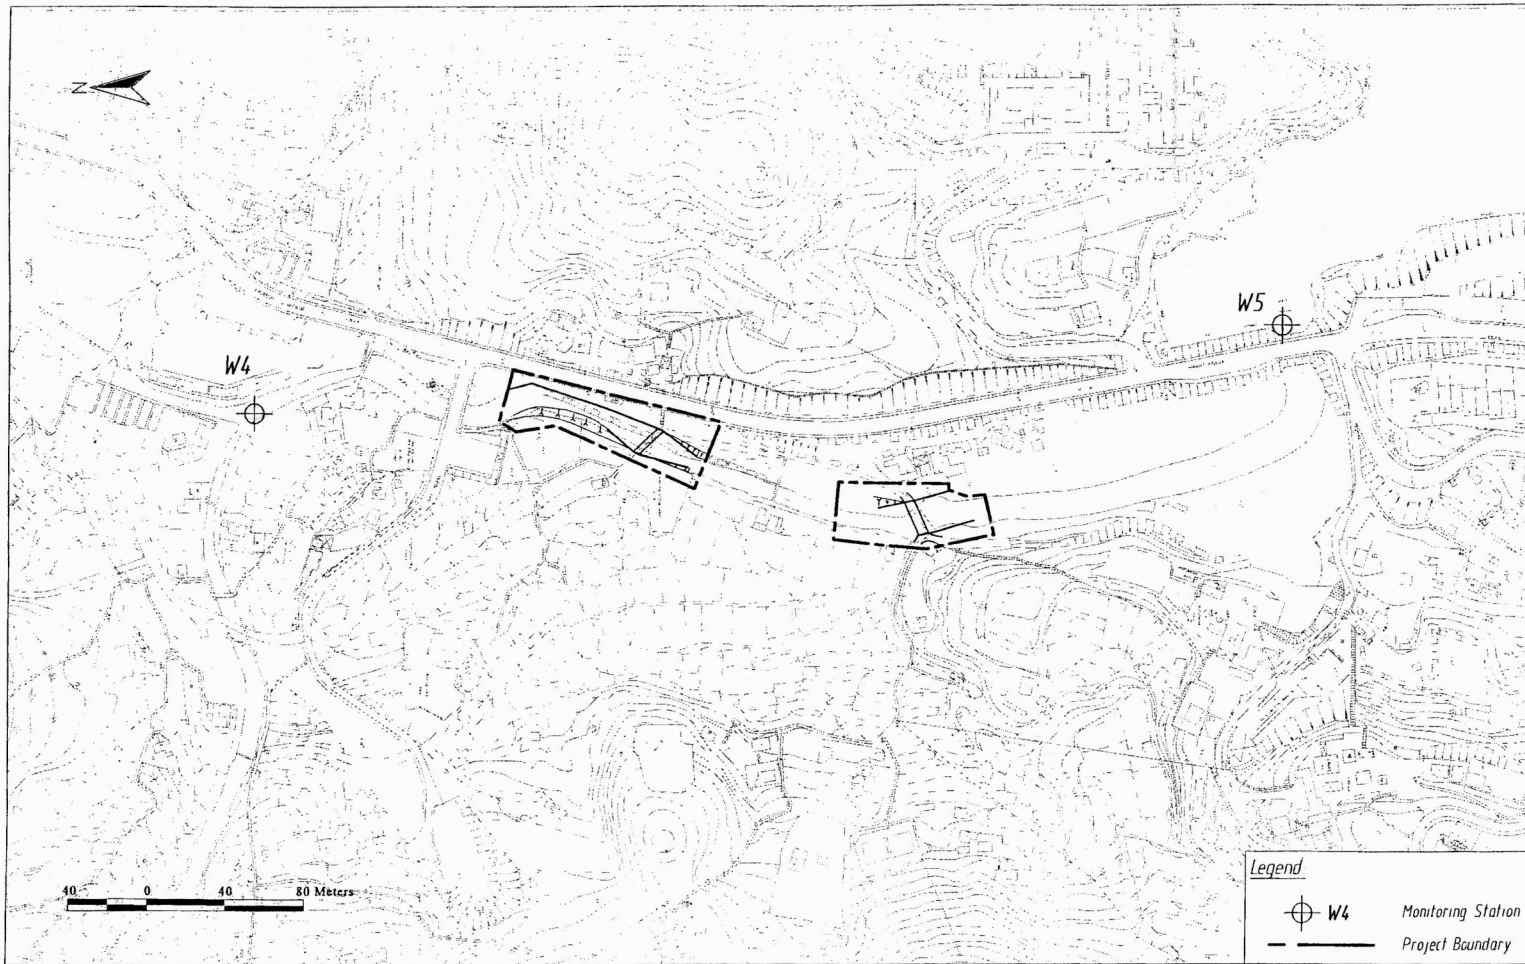 N
W5
W4
40 0 40 80 Meters
Legend
W4 Monitoring Station
Project Boundary